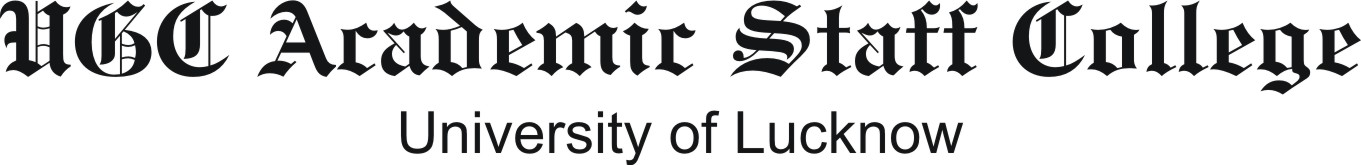 UGC Academic Staff College
University of Lucknow